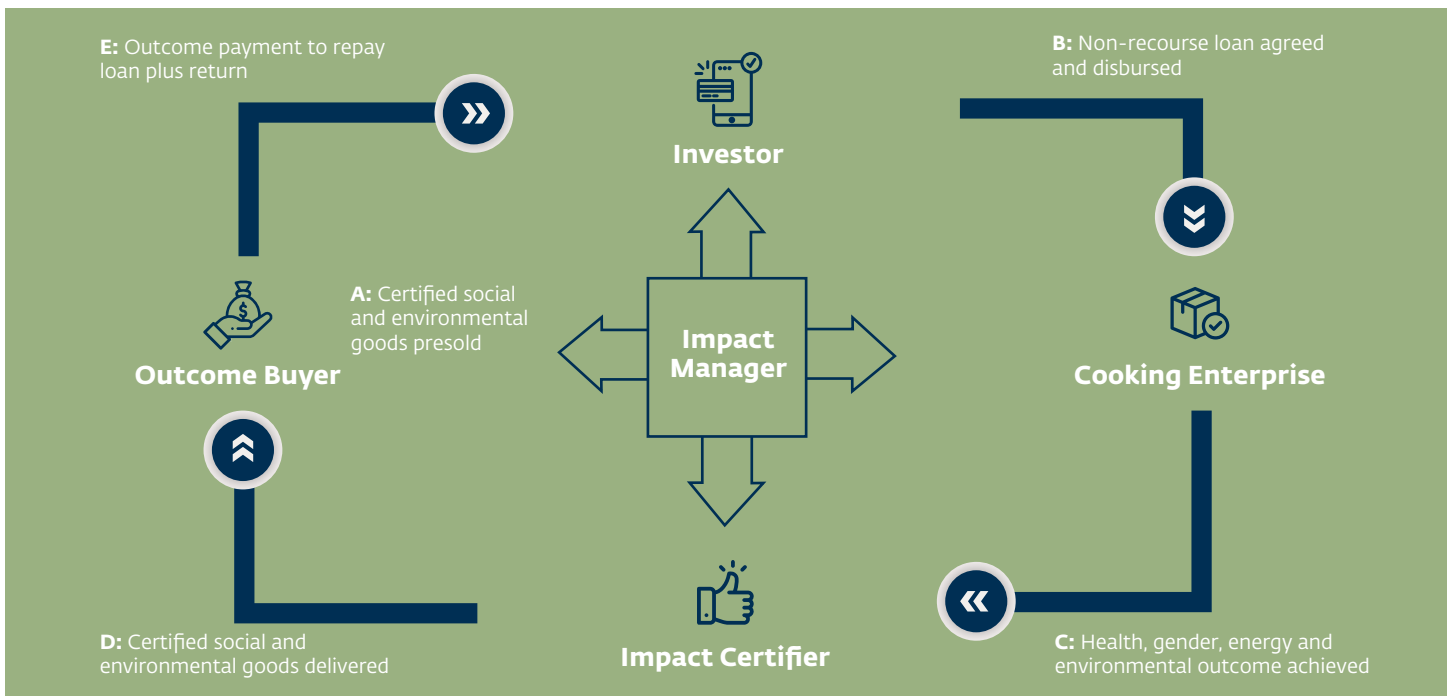 E: Outcome payment to repay
loan plus return
B: Non-recourse loan agreed
and disbursed
Investor
A: Certified social
and environmental
goods presold
$
Outcome Buyer
Impact
Manager
Cooking Enterprise
D: Certified social and
environmental goods delivered
Impact Certifier
C: Health, gender, energy and
environmental outcome achieved